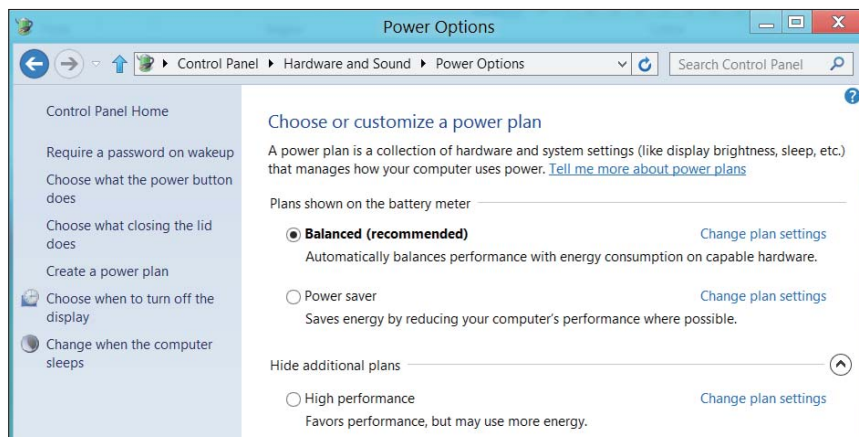 Power Options
Control Panel Hardware and Sound Power Options
Search Control Panel
Control Panel Home
Require a password on wakeup
Choose what the power button
does
Choose what closing the lid
does
Create a power plan
Choose when to turn off the
display
Change when the computer
sleeps
Choose or customize a power plan
A power plan is a collection of hardware and system settings (like display brightness, sleep, etc.)
that manages how your computer uses power. Tell me more about power plans
Plans shown on the battery meter
Balanced (recommended) Change plan settings
Automatically balances performance with energy consumption on capable hardware.
Power saver Change plan settings
Saves energy by reducing your computer's performance where possible.
Hide additional plans
High performance Change plan settings
Favors performance, but may use more energy.